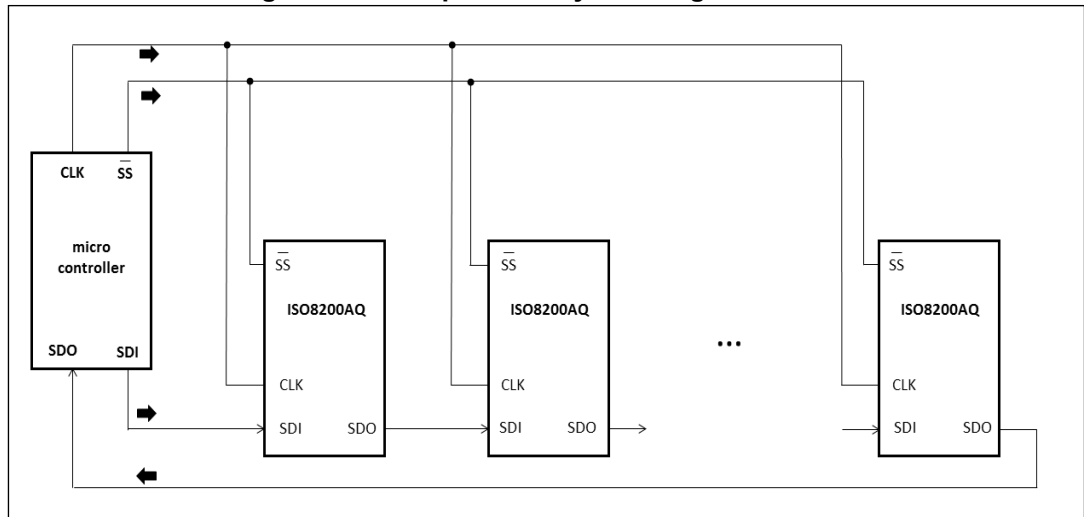 CLK SS
micro
controller
SDO SDI
SS
ISO8200AQ
CLK
SDI SDO
SS
ISO8200AQ
CLK
SDI SDO
...
SS
ISO8200AQ
CLK
SDI SDO